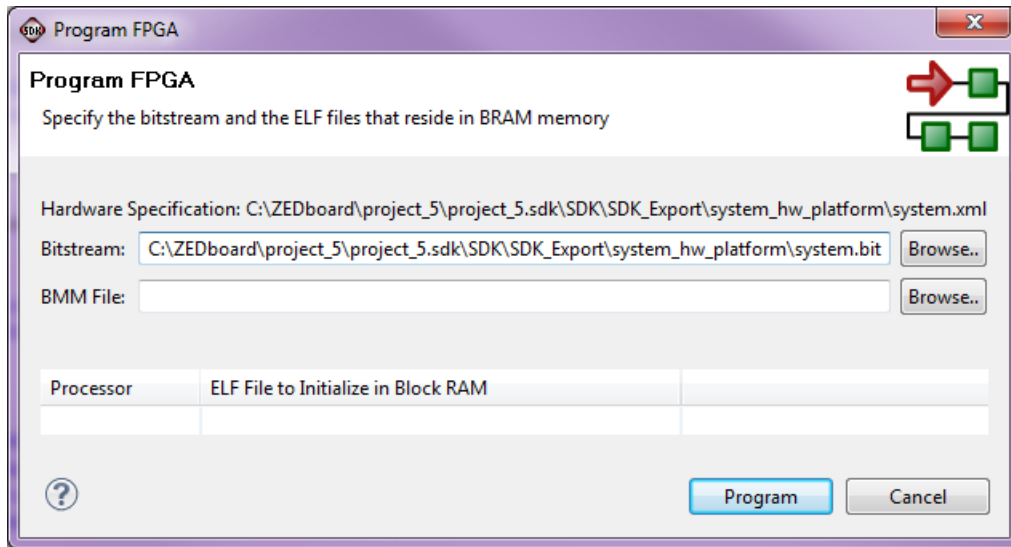 SDK Program FPGA
Program FPGA
Specify the bitstream and the ELF files that reside in BRAM memory
Hardware Specification: C:\ZEDboard\project_5\project_5.sdk\SDK\SDK_Export\system_hw_platform\system.xml
Bitstream: C:\ZEDboard\project_5\project_5.sdk\SDK\SDK_Export\system_hw_platform\system.bit Browse..
BMM File: Browse..
Processor ELF File to Initialize in Block RAM
? Program Cancel